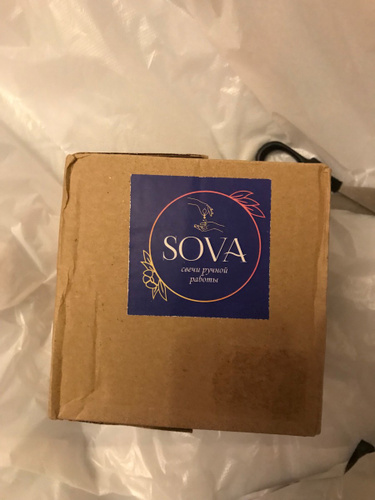 SOVA
свечи ручной
работы